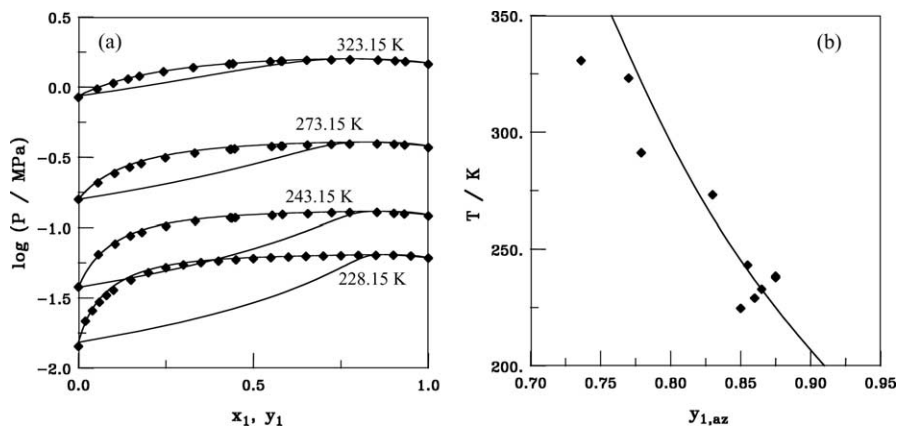 (a)
323.15 K
273.15 K
243.15 K
228.15 K
0.5
0.0
−0.5
−1.0
−1.5
−2.0
log (P / MPa)
0.0
0.5
1.0
x1, y1
(b)
350.
300.
250.
200.
T / K
0.70
0.75
0.80
0.85
0.90
0.95
y1,az